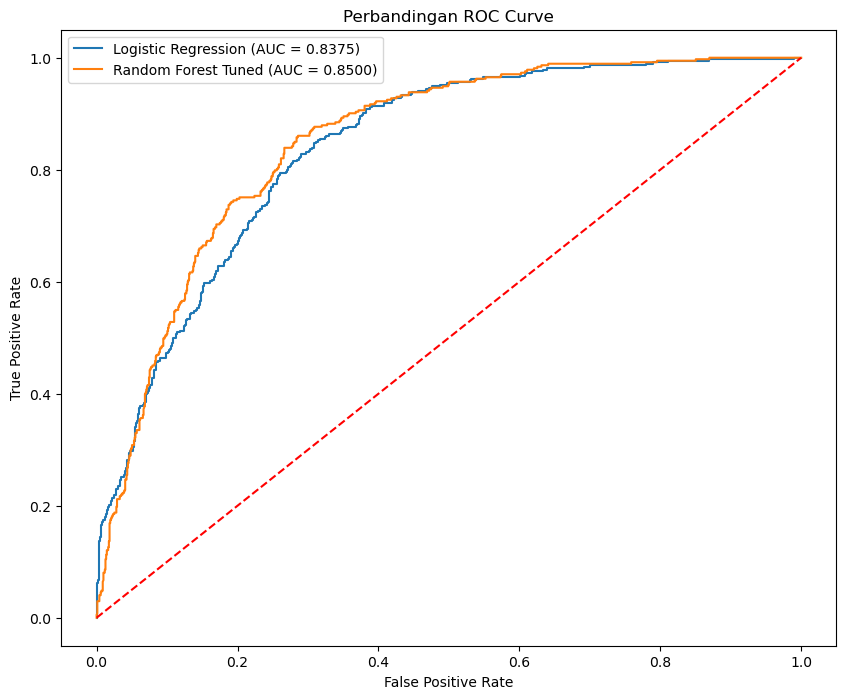 Perbandingan ROC Curve
Logistic Regression (AUC = 0.8375)
Random Forest Tuned (AUC = 0.8500)
True Positive Rate
1.0
0.8
0.6
0.4
0.2
0.0
0.0 0.2 0.4 0.6 0.8 1.0
False Positive Rate